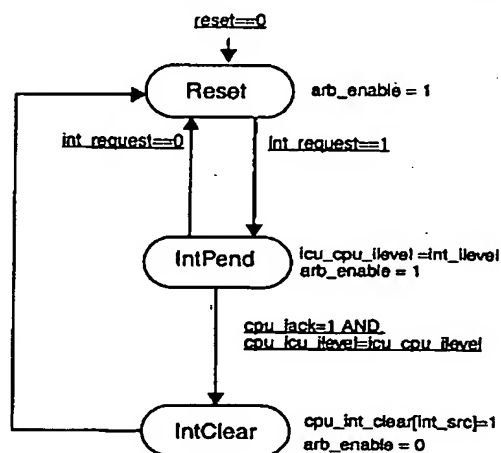 reset==0
Reset
arb_enable = 1
int_request==0
int_request==1
IntPend
icu_cpu_ilevel =int_ilevel
arb_enable = 1
cpu_iack=1 AND
cpu_icu_ilevel=icu_cpu_ilevel
IntClear
cpu_int_clear[int_src]=1
arb_enable = 0